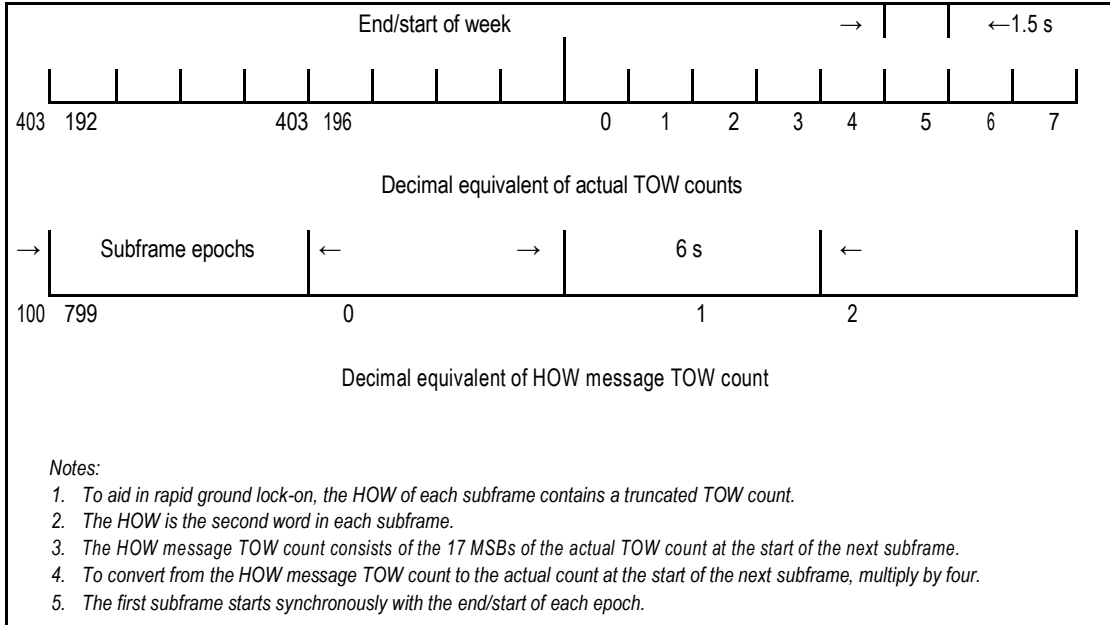 End/start of week → ←1.5 s
403 192 403 196 0 1 2 3 4 5 6 7
Decimal equivalent of actual TOW counts
→ Subframe epochs ← → 6 s ←
100 799 0 1 2
Decimal equivalent of HOW message TOW count
Notes:
1. To aid in rapid ground lock-on, the HOW of each subframe contains a truncated TOW count.
2. The HOW is the second word in each subframe.
3. The HOW message TOW count consists of the 17 MSBs of the actual TOW count at the start of the next subframe.
4. To convert from the HOW message TOW count to the actual count at the start of the next subframe, multiply by four.
5. The first subframe starts synchronously with the end/start of each epoch.